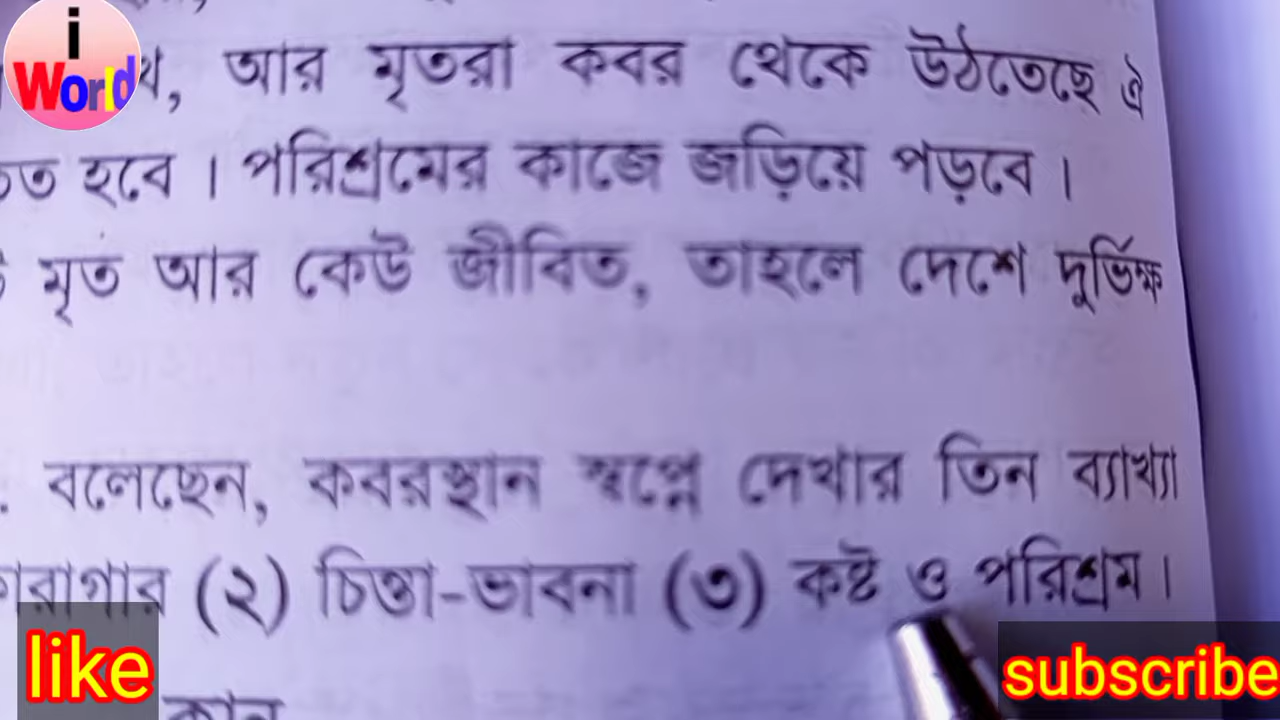 i
World
, আর মৃতরা কবর থেকে উঠতেছে ঐ
হবে । পরিশ্রমের কাজে জড়িয়ে পড়বে ।
মৃত আর কেউ জীবিত, তাহলে দেশে দুর্ভিক্ষ
. বলেছেন, কবরস্থান স্বপ্নে দেখার তিন ব্যাখ্যা
(২) চিন্তা-ভাবনা (৩) কষ্ট ও পরিশ্রম ।
like
subscribe